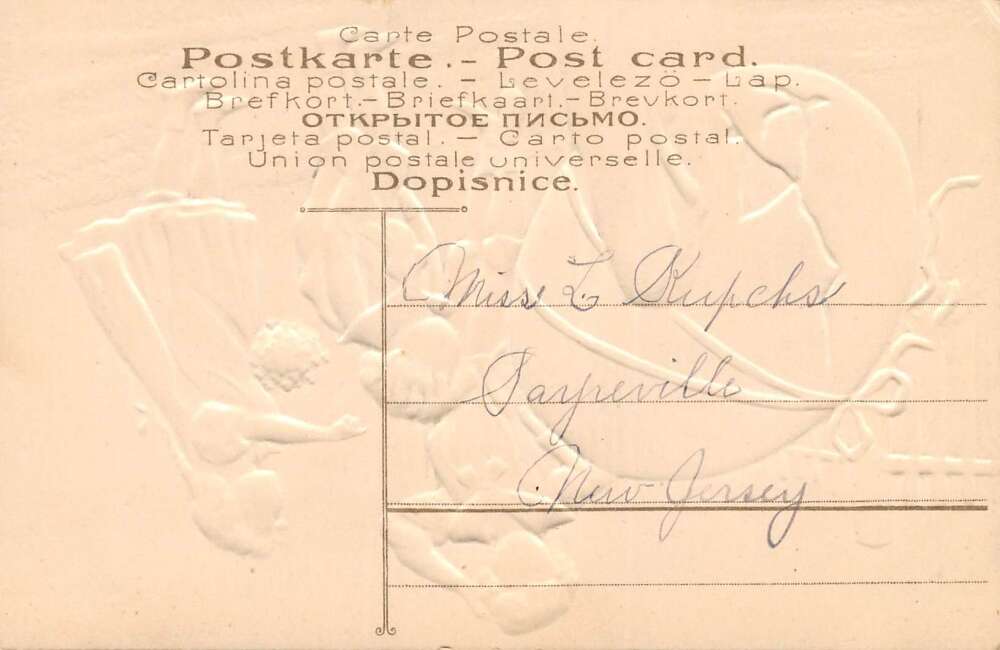 Carte Postale.
Postkarte. - Post card.
Cartolina postale. - Levelezö - Lap.
Brefkort. - Briefkaart. - Brevkort.
ОТКРЫТОЕ ПИСЬМО.
Tarjeta postal. - Carto postal.
Union postale universelle.
Dopisnice.
Miss L Kupchs
Sayreville
New Jersey